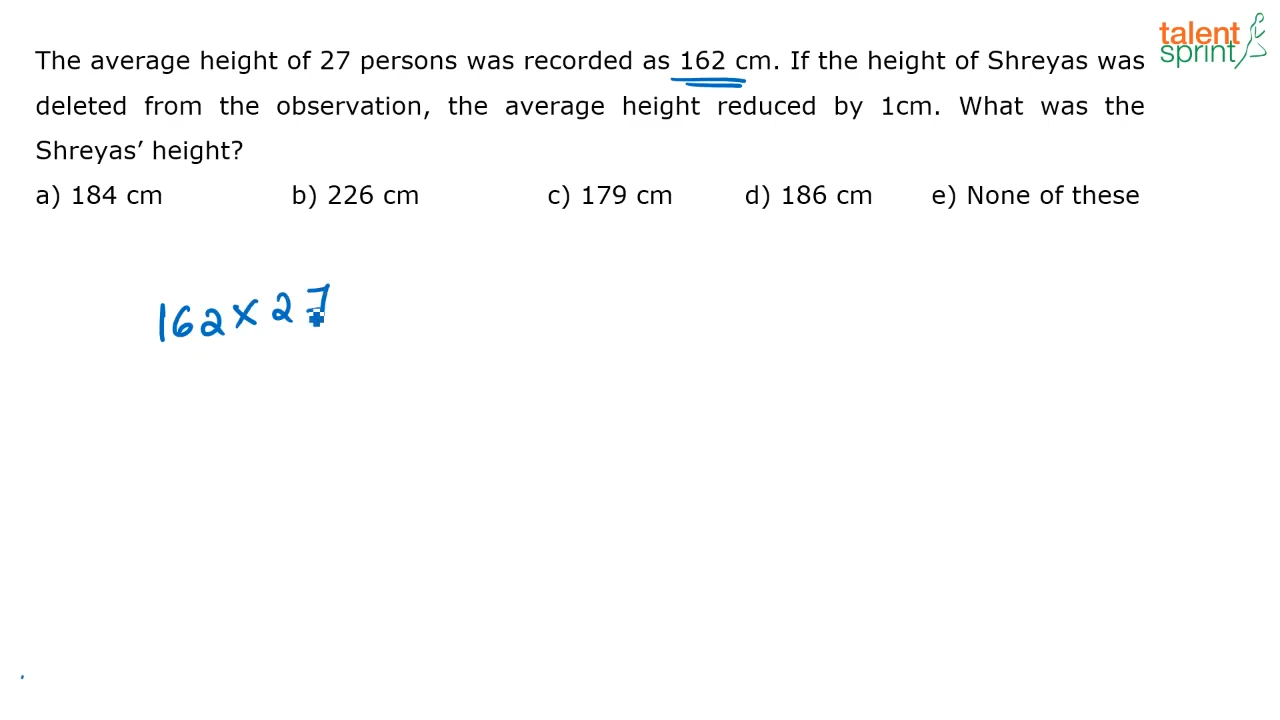 talent
sprint
The average height of 27 persons was recorded as 162 cm. If the height of Shreyas was
deleted from the observation, the average height reduced by 1cm. What was the
Shreyas’ height?
a) 184 cm b) 226 cm c) 179 cm d) 186 cm e) None of these
162 × 27